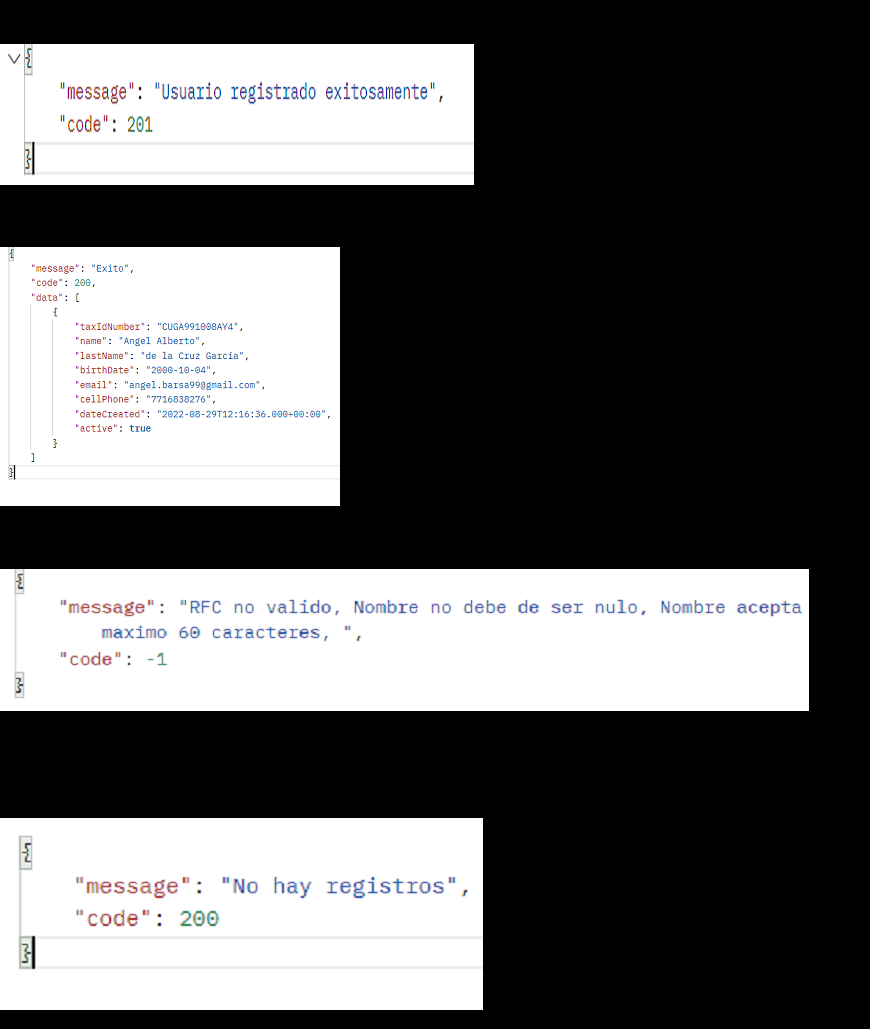 {
"message": "Usuario registrado exitosamente",
"code": 201
}
{
"message": "Exito",
"code": 200,
"data": [
{
"taxIdNumber": "CUGA991008AY4",
"name": "Angel Alberto",
"lastName": "de la Cruz Garcia",
"birthDate": "2000-10-04",
"email": "angel.barsa99@gmail.com",
"cellPhone": "7716838276",
"dateCreated": "2022-08-29T12:16:36.000+00:00",
"active": true
}
]
}
{
"message": "RFC no valido, Nombre no debe de ser nulo, Nombre acepta
maximo 60 caracteres, ",
"code": -1
}
{
"message": "No hay registros",
"code": 200
}